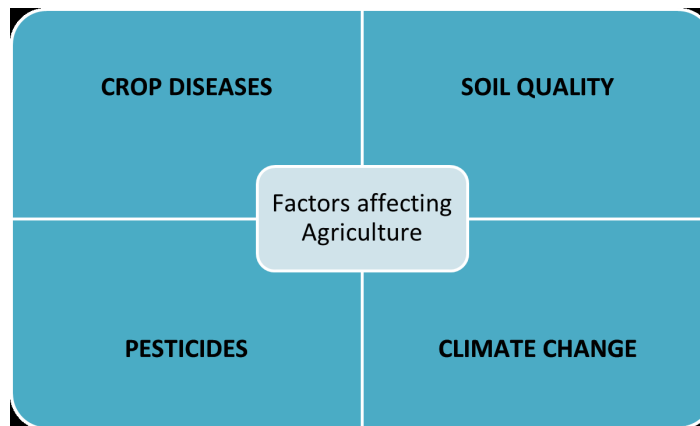 CROP DISEASES
SOIL QUALITY
Factors affecting
Agriculture
PESTICIDES
CLIMATE CHANGE